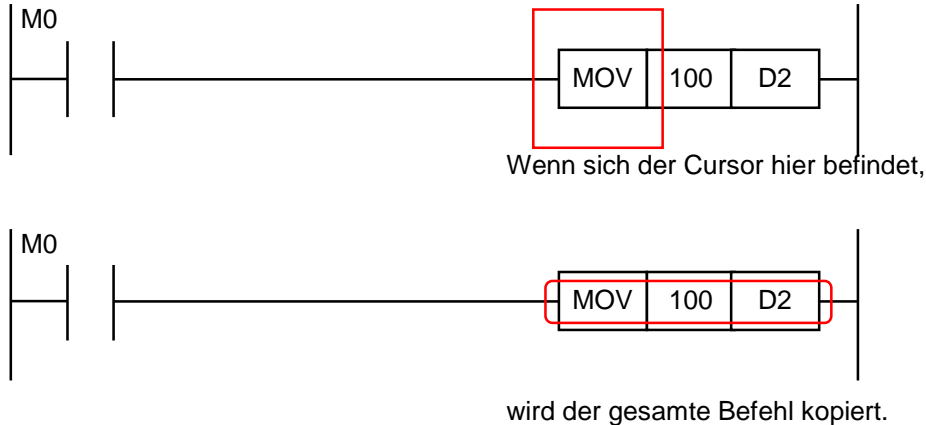 M0
MOV 100 D2
Wenn sich der Cursor hier befindet,
M0
MOV 100 D2
wird der gesamte Befehl kopiert.